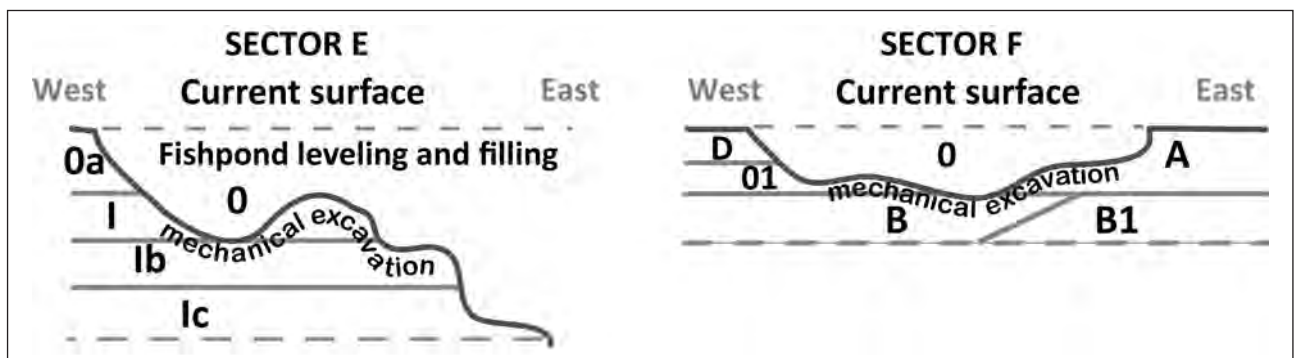 SECTOR E
West Current surface East
Fishpond leveling and filling
0a
0
I
mechanical excavation
Ib
Ic
SECTOR F
West Current surface East
D
0
A
01
mechanical excavation
B
B1